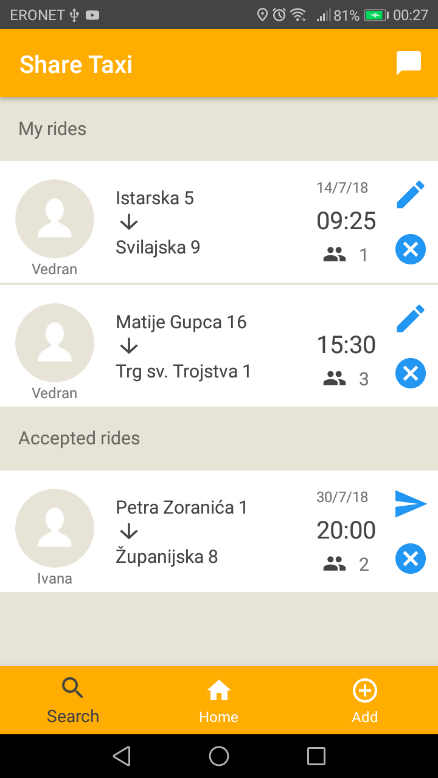 ERONET 81% 00:27
Share Taxi
My rides
Istarska 5
Svilajska 9
Vedran
14/7/18
09:25
1
Matije Gupca 16
Trg sv. Trojstva 1
Vedran
15:30
3
Accepted rides
Petra Zoranića 1
Županijska 8
Ivana
30/7/18
20:00
2
Search Home Add